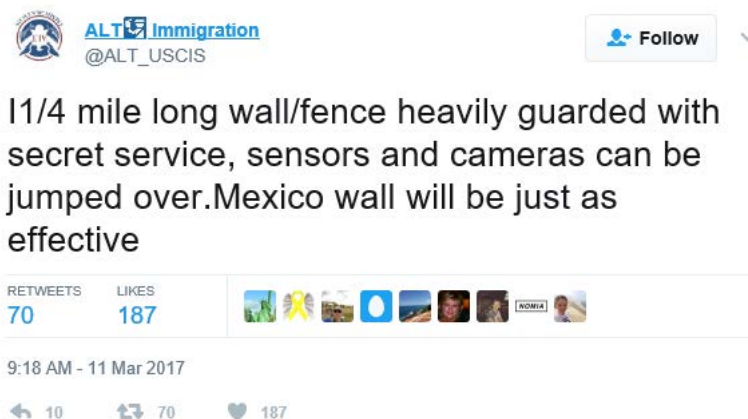 ALT Immigration
@ALT_USCIS
Follow
I1/4 mile long wall/fence heavily guarded with
secret service, sensors and cameras can be
jumped over.Mexico wall will be just as
effective
RETWEETS LIKES
70 187
NOMIA
9:18 AM - 11 Mar 2017
10 70 187